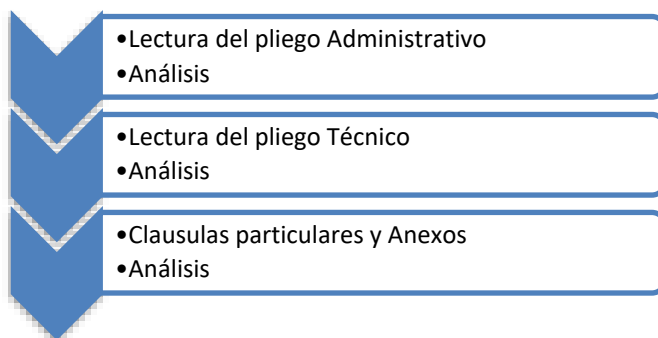 •Lectura del pliego Administrativo
•Análisis
•Lectura del pliego Técnico
•Análisis
•Clausulas particulares y Anexos
•Análisis